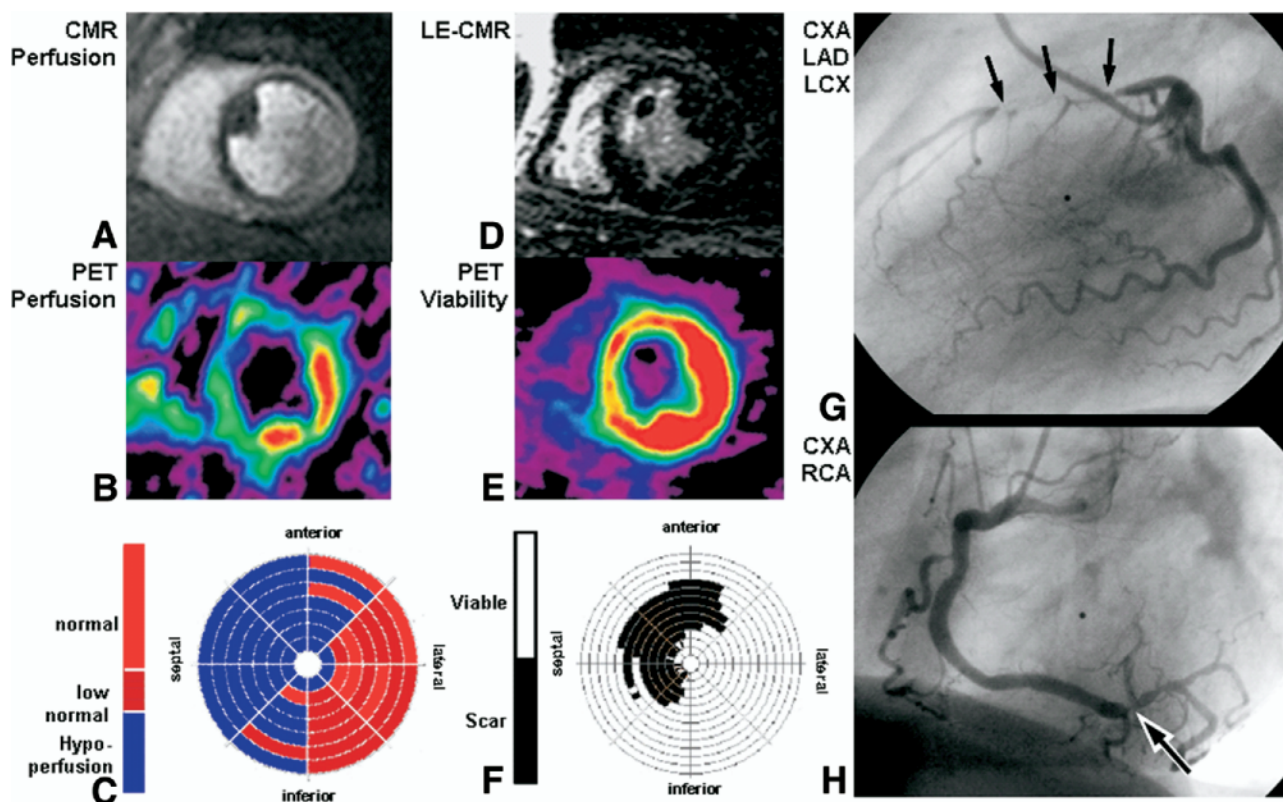 CMR
Perfusion
A
LE-CMR
D
CXA
LAD
LCX
G
PET
Perfusion
B
PET
Viability
E
CXA
RCA
H
normal
low
normal
Hypo-
perfusion
C
anterior
septal
lateral
inferior
Viable
Scar
F
septal
lateral
anterior
inferior